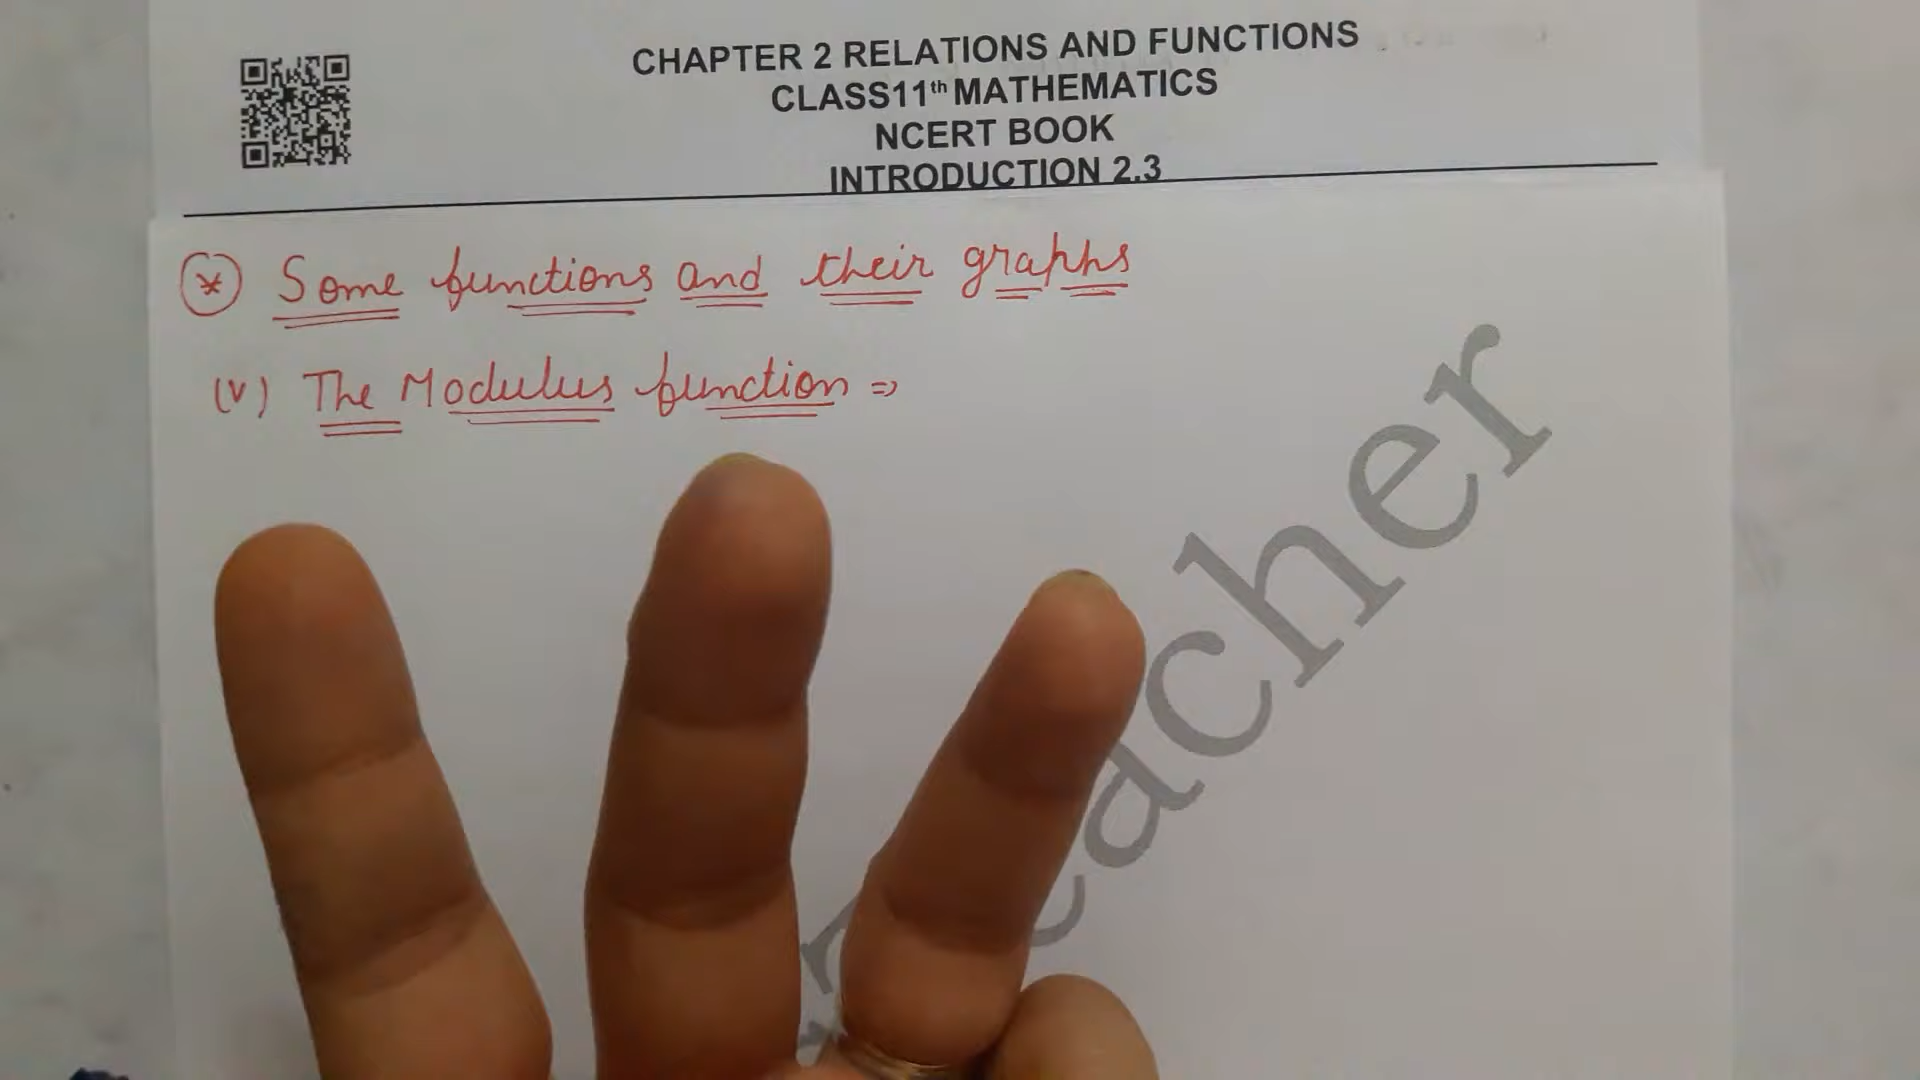 CHAPTER 2 RELATIONS AND FUNCTIONS
CLASS11th MATHEMATICS
NCERT BOOK
INTRODUCTION 2.3
* Some functions and their graphs
(V) The Modulus function =>